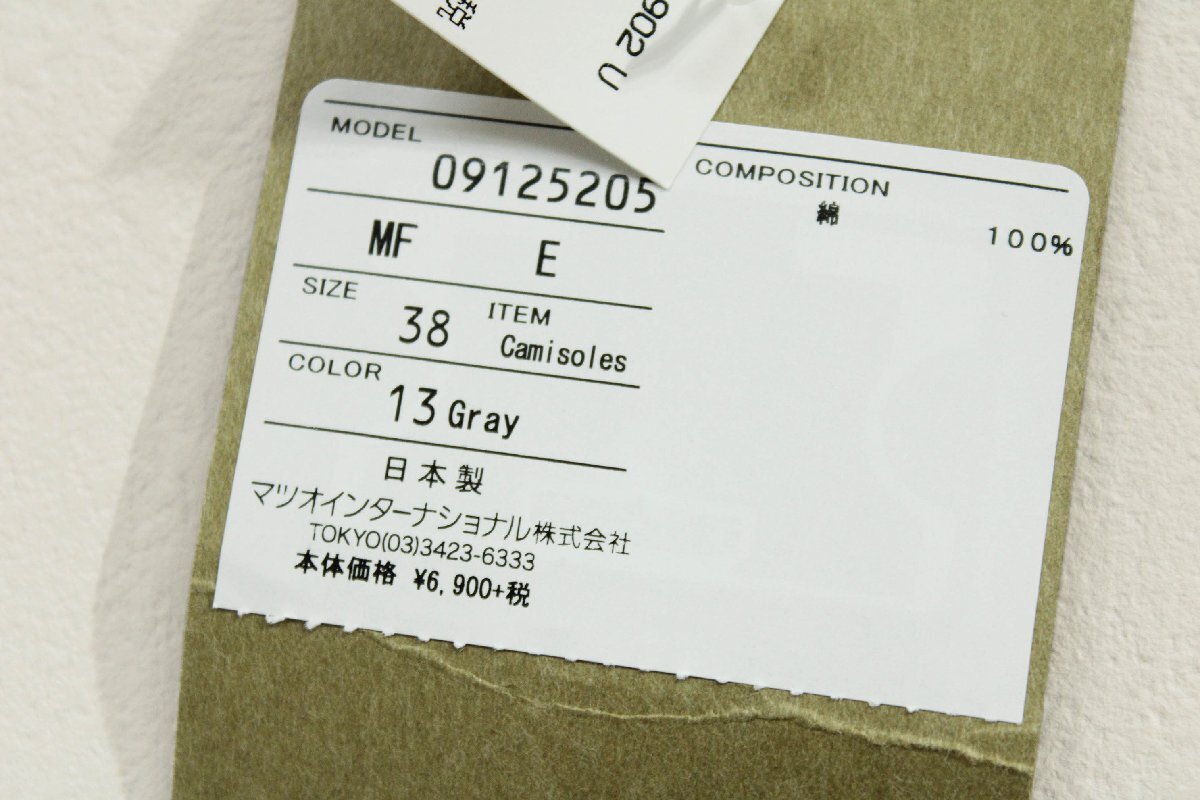 税
902 U
MODEL
09125205
MF E
SIZE 38 ITEM Camisoles
COLOR 13 Gray
日本製
マツオインターナショナル株式会社
TOKYO(03)3423-6333
本体価格 ¥6,900+税
COMPOSITION
綿 100%